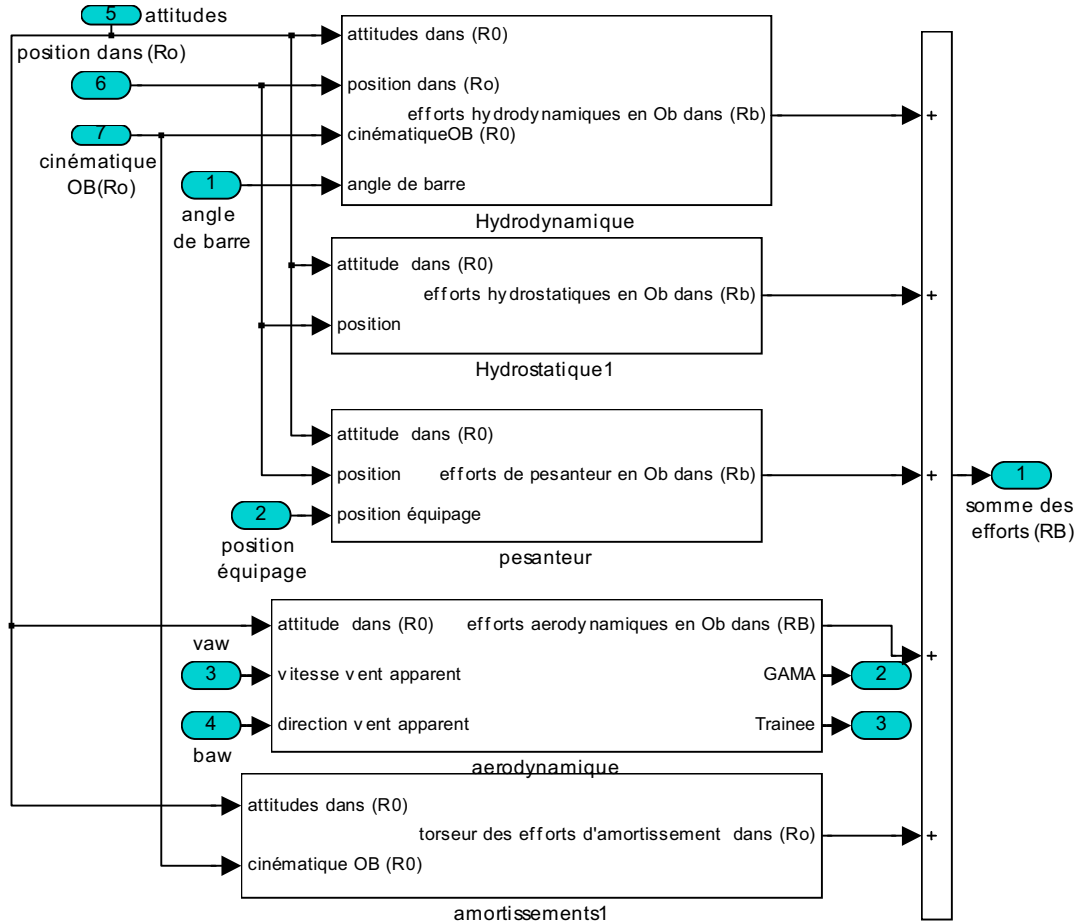 5 attitudes
position dans (Ro)
6
7
cinématique
OB(Ro)
1
angle
de barre
attitudes dans (R0)
position dans (Ro)
efforts hydrodynamiques en Ob dans (Rb)
cinématiqueOB (R0)
angle de barre
Hydrodynamique
+
attitude dans (R0)
efforts hydrostatiques en Ob dans (Rb)
position
Hydrostatique1
+
attitude dans (R0)
position
efforts de pesanteur en Ob dans (Rb)
position équipage
pesanteur
2
position
équipage
+
1
somme des
efforts (RB)
attitude dans (R0)
efforts aerodynamiques en Ob dans (RB)
vaw
3
vitesse vent apparent
GAMA
2
4
direction vent apparent
Trainee
3
baw
aerodynamique
+
attitudes dans (R0)
torseur des efforts d'amortissement dans (Ro)
cinématique OB (R0)
amortissements1
+